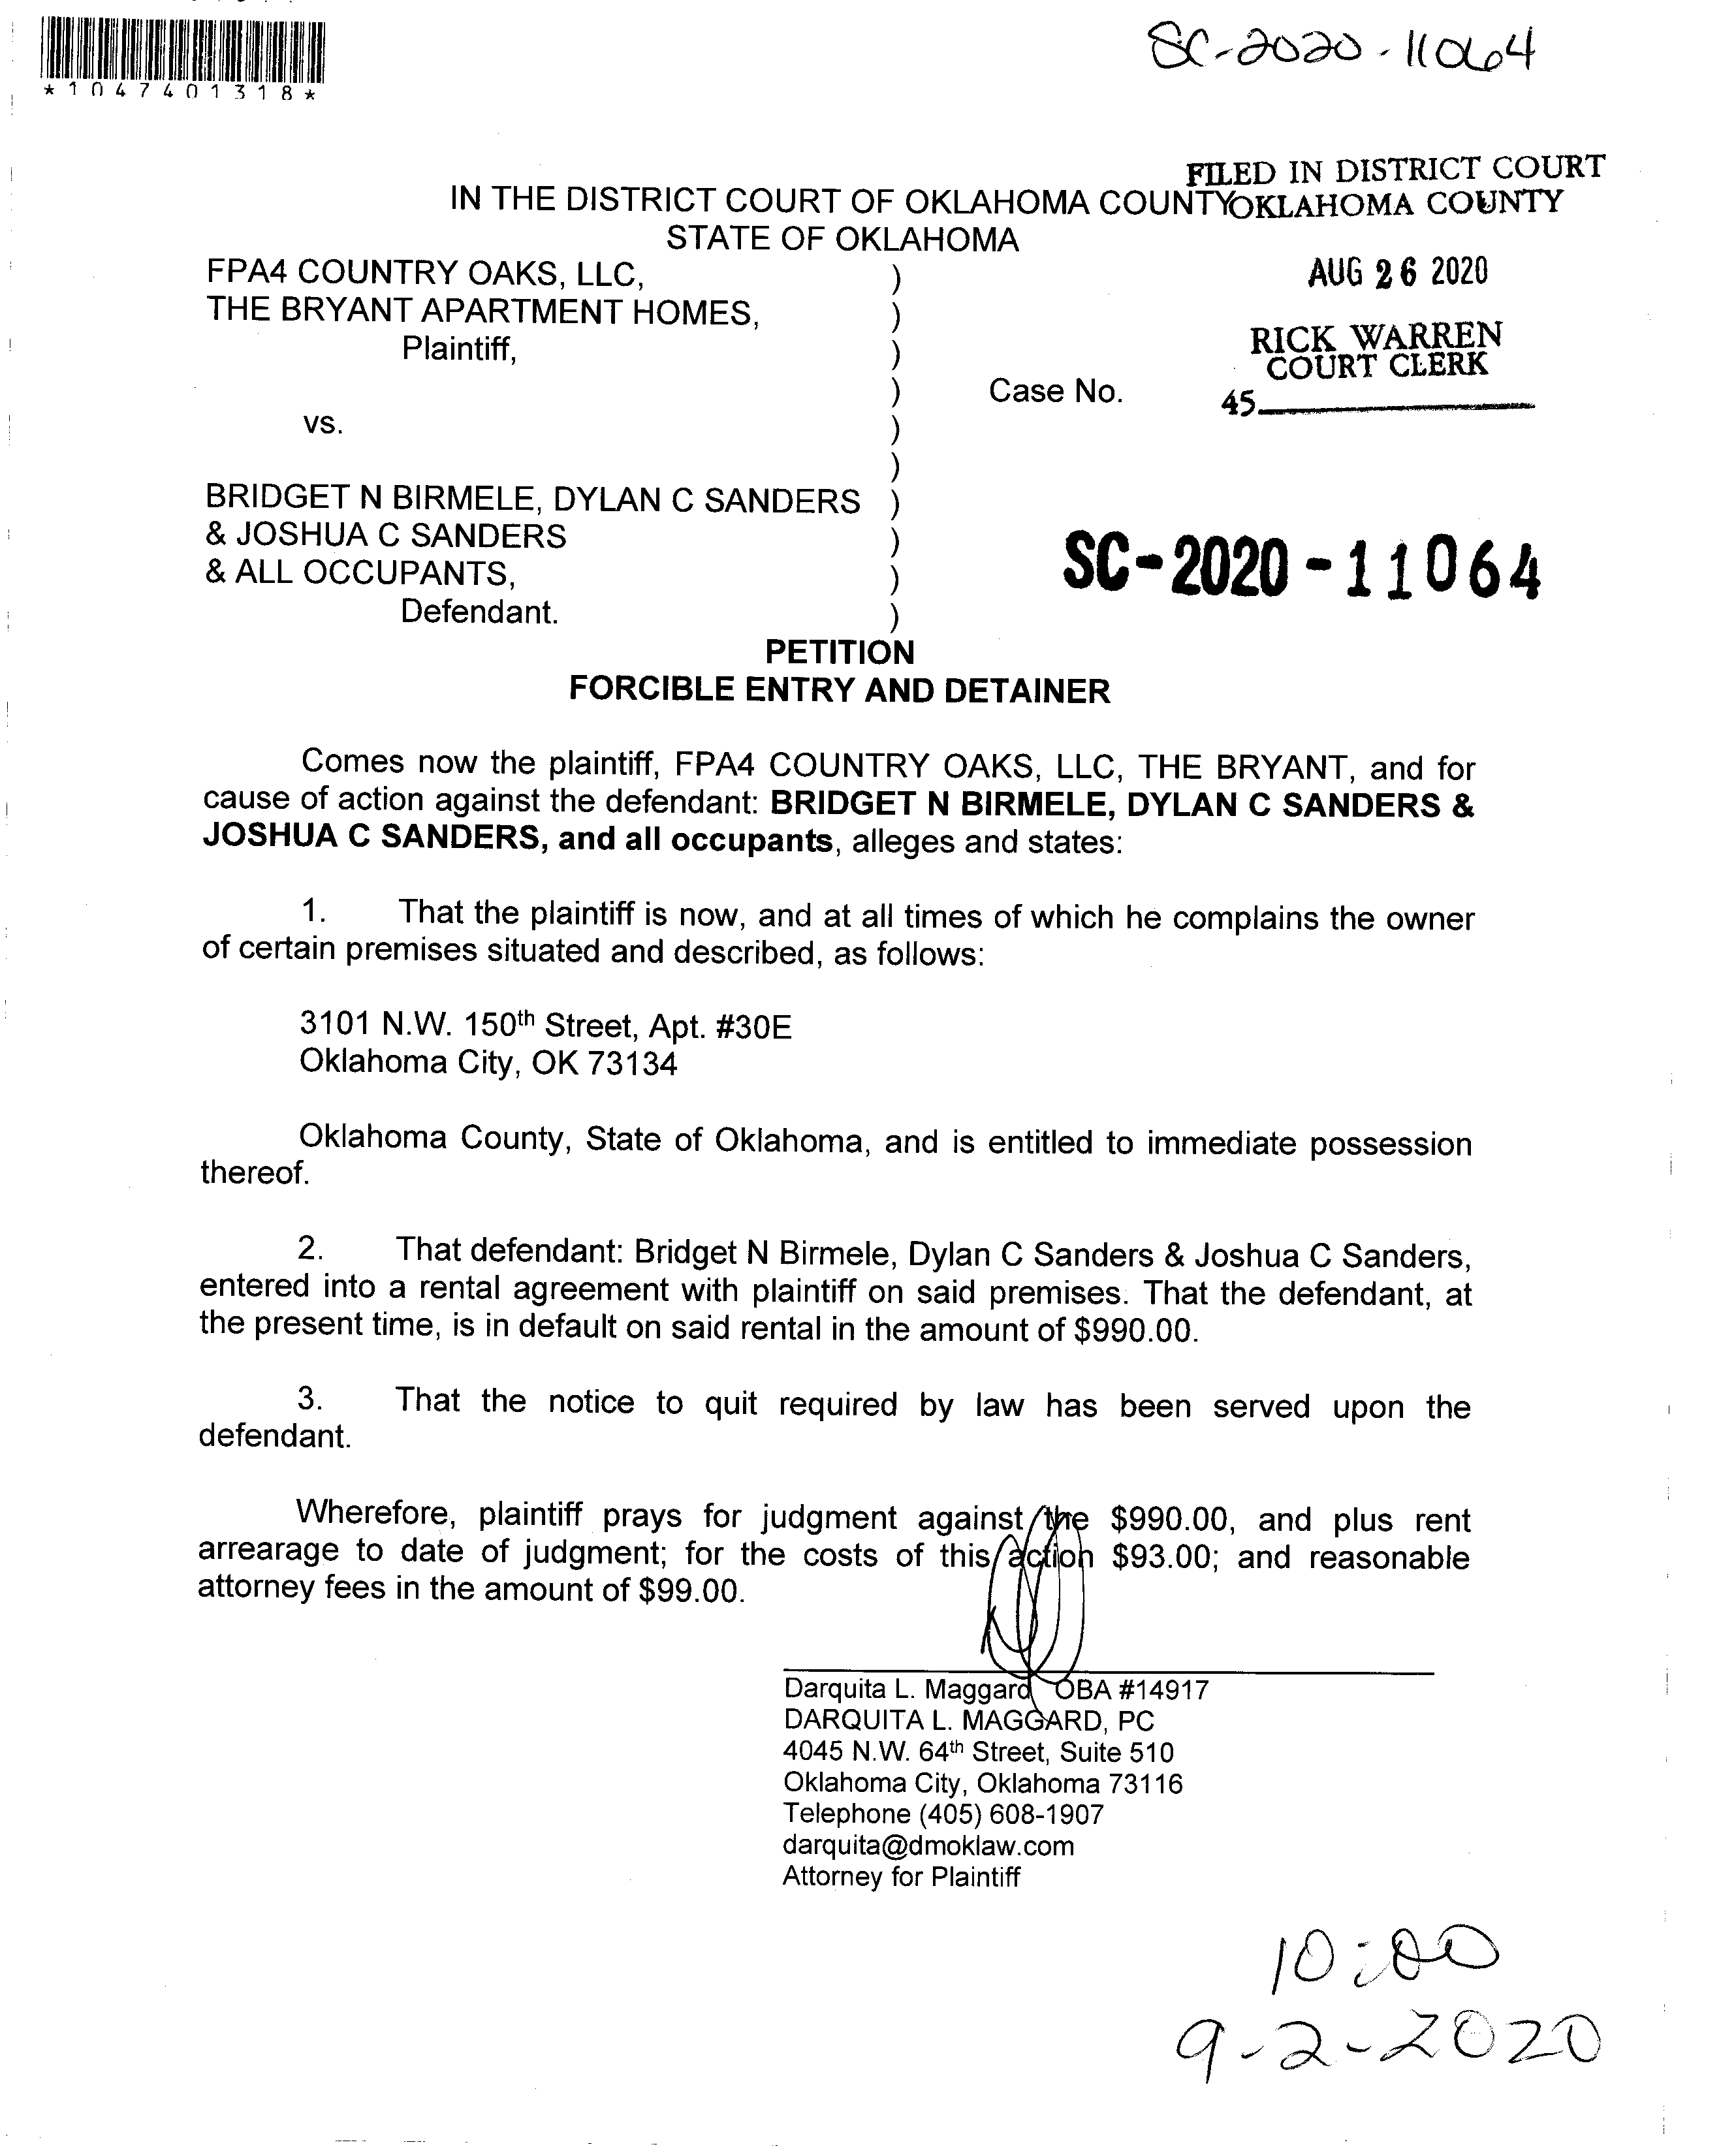 SC-2020-11064
*1047401318*
FILED IN DISTRICT COURT
OKLAHOMA COUNTY
IN THE DISTRICT COURT OF OKLAHOMA COUNTY
STATE OF OKLAHOMA
FPA4 COUNTRY OAKS, LLC, )
THE BRYANT APARTMENT HOMES, )
Plaintiff, )
)
vs. )
)
BRIDGET N BIRMELE, DYLAN C SANDERS )
& JOSHUA C SANDERS )
& ALL OCCUPANTS, )
Defendant. )
AUG 26 2020
RICK WARREN
COURT CLERK
Case No.
45
SC-2020-11064
PETITION
FORCIBLE ENTRY AND DETAINER
Comes now the plaintiff, FPA4 COUNTRY OAKS, LLC, THE BRYANT, and for
cause of action against the defendant: BRIDGET N BIRMELE, DYLAN C SANDERS &
JOSHUA C SANDERS, and all occupants, alleges and states:
1. That the plaintiff is now, and at all times of which he complains the owner
of certain premises situated and described, as follows:
3101 N.W. 150th Street, Apt. #30E
Oklahoma City, OK 73134
Oklahoma County, State of Oklahoma, and is entitled to immediate possession
thereof.
2. That defendant: Bridget N Birmele, Dylan C Sanders & Joshua C Sanders,
entered into a rental agreement with plaintiff on said premises. That the defendant, at
the present time, is in default on said rental in the amount of $990.00.
3. That the notice to quit required by law has been served upon the
defendant.
Wherefore, plaintiff prays for judgment against the $990.00, and plus rent
arrearage to date of judgment; for the costs of this action $93.00; and reasonable
attorney fees in the amount of $99.00.
Darquita L. Maggard OBA #14917
DARQUITA L. MAGGARD, PC
4045 N.W. 64th Street, Suite 510
Oklahoma City, Oklahoma 73116
Telephone (405) 608-1907
darquita@dmoklaw.com
Attorney for Plaintiff
10:00
9-2-2020